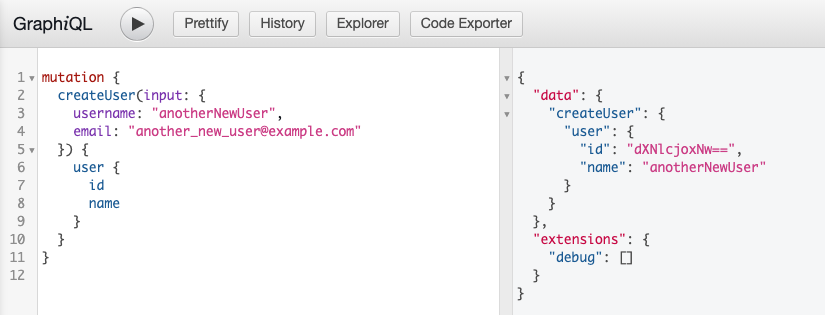 GraphiQL Prettify History Explorer Code Exporter
1 mutation {
2 createUser(input: {
3 username: "anotherNewUser",
4 email: "another_new_user@example.com"
5 }) {
6 user {
7 id
8 name
9 }
10 }
11 }
12
{
"data": {
"createUser": {
"user": {
"id": "dXNlcjoxNw==",
"name": "anotherNewUser"
}
}
},
"extensions": {
"debug": []
}
}